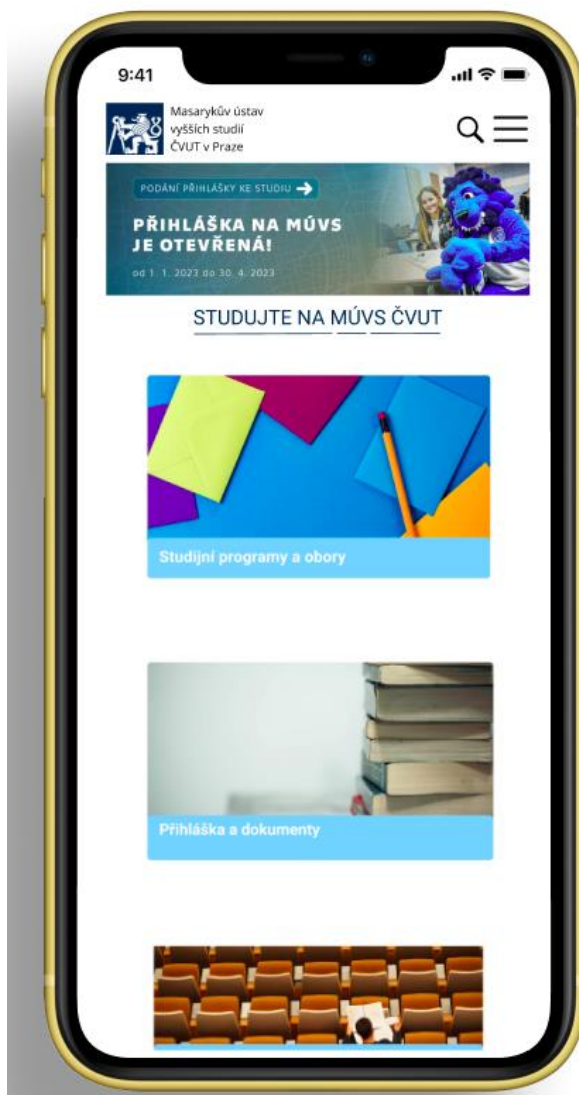 9:41
Masarykův ústav
vyšších studií
ČVUT v Praze
PODÁNÍ PŘIHLÁŠKY KE STUDIU
PŘIHLÁŠKA NA MÚVS
JE OTEVŘENÁ!
od 1. 1. 2023 do 30. 4. 2023
STUDUJTE NA MÚVS ČVUT
Studijní programy a obory
Přihláška a dokumenty